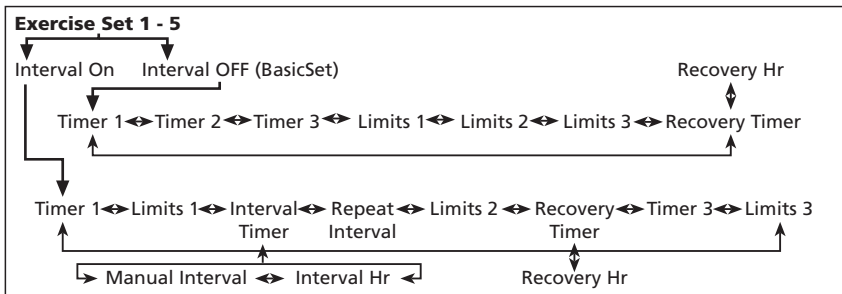 Exercise Set 1 - 5
Interval On Interval OFF (BasicSet) Recovery Hr
Timer 1 Timer 2 Timer 3 Limits 1 Limits 2 Limits 3 Recovery Timer
Timer 1 Limits 1 Interval Repeat Limits 2 Recovery Timer 3 Limits 3
Timer Interval Timer
Manual Interval Interval Hr Recovery Hr